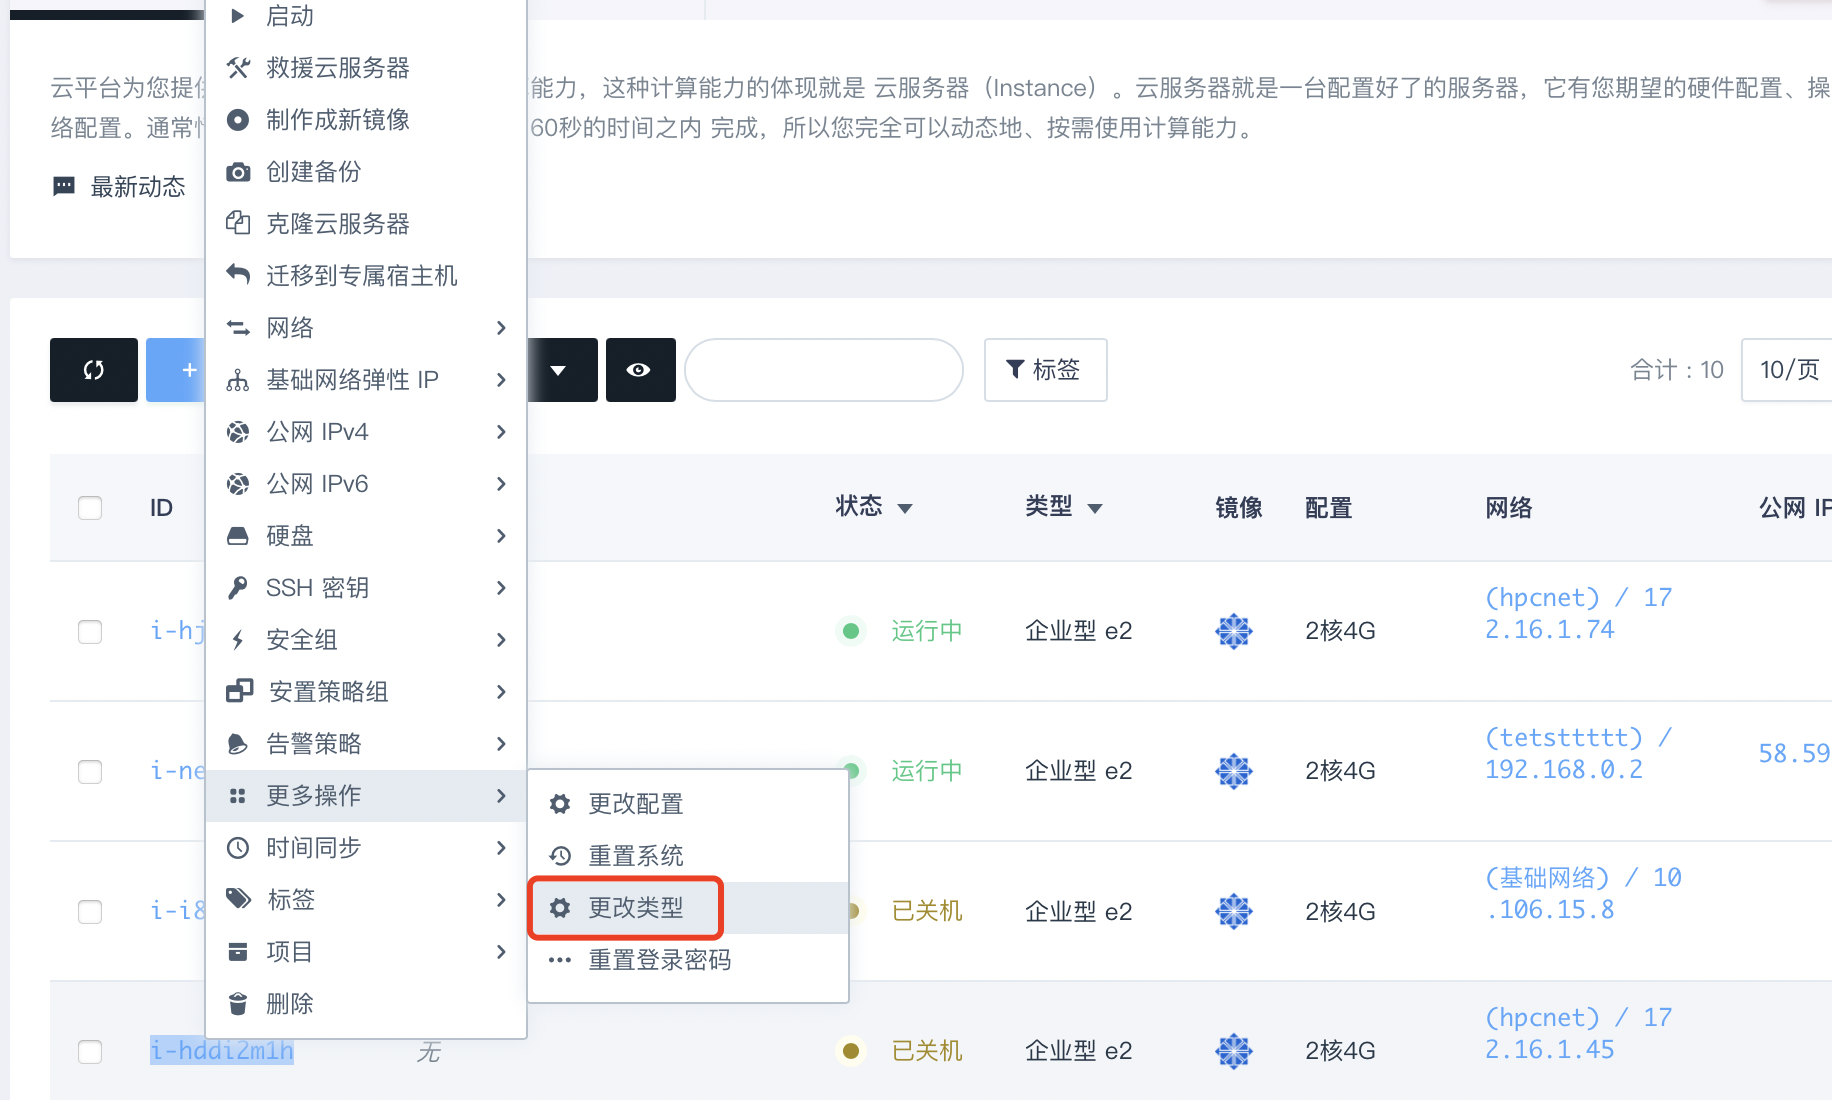 启动
救援云服务器
制作成新镜像
创建备份
克隆云服务器
迁移到专属宿主机
网络
基础网络弹性 IP
公网 IPv4
公网 IPv6
硬盘
SSH 密钥
安全组
安置策略组
告警策略
更多操作
时间同步
标签
项目
删除
更改配置
重置系统
更改类型
重置登录密码
云平台为您提供
能力，这种计算能力的体现就是 云服务器（Instance）。云服务器就是一台配置好了的服务器，它有您期望的硬件配置、操
络配置。通常
60秒的时间之内 完成，所以您完全可以动态地、按需使用计算能力。
最新动态
+
标签
合计：10
10/页
ID 状态 类型 镜像 配置 网络 公网 IP
i-hj 运行中 企业型 e2 2核4G (hpcnet) / 17
2.16.1.74
i-ne 运行中 企业型 e2 2核4G (tetsttttt) /
192.168.0.2 58.59
i-i8 已关机 企业型 e2 2核4G (基础网络) / 10
.106.15.8
i-hddi2m1h 无 已关机 企业型 e2 2核4G (hpcnet) / 17
2.16.1.45